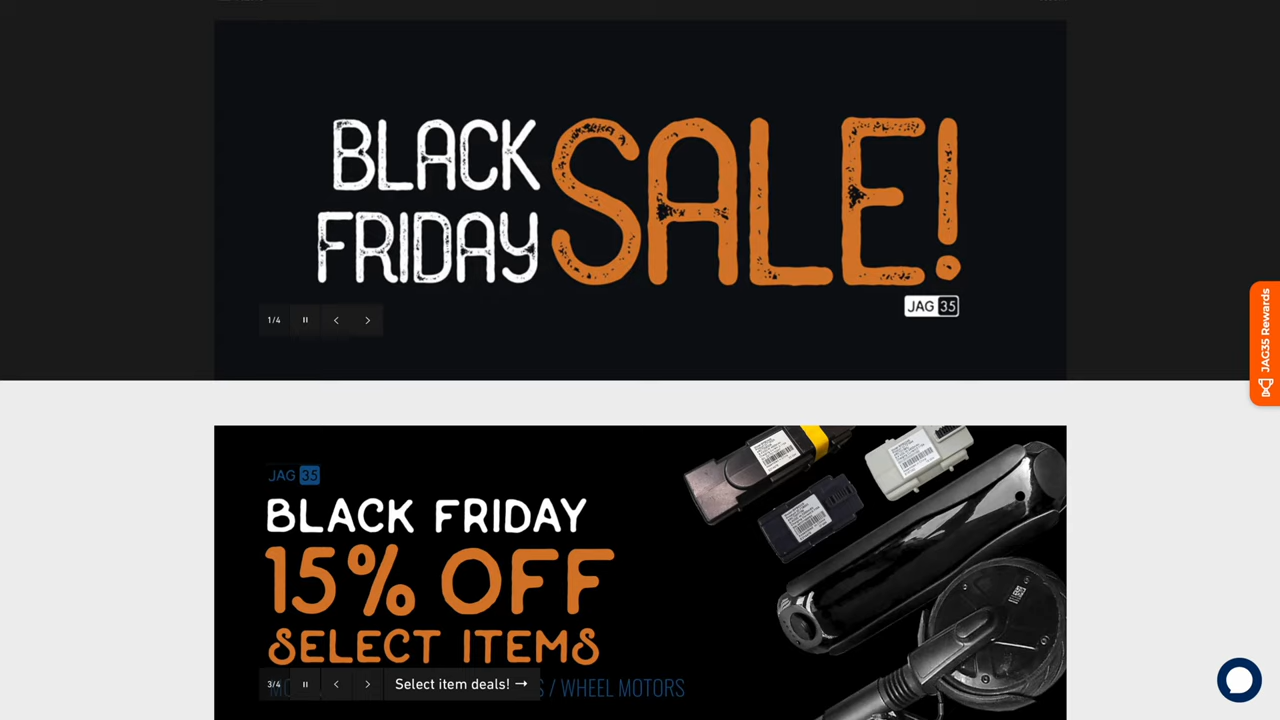 BLACK
FRIDAY
SALE!
JAG 35
1/4
JAG35 Rewards
JAG 35
BLACK FRIDAY
15% OFF
SELECT ITEMS
3/4
Select item deals! →
/ WHEEL MOTORS